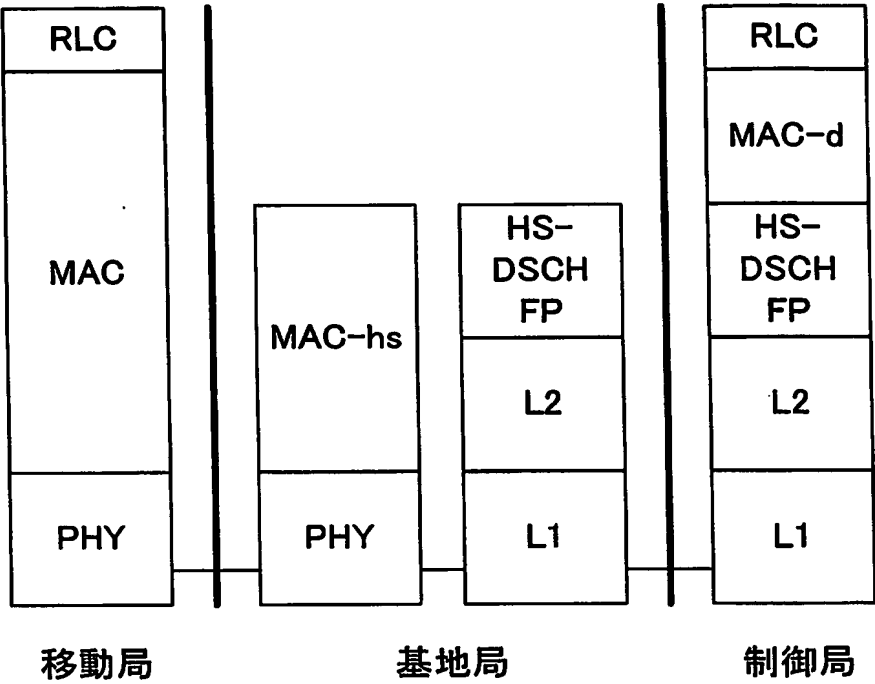 RLC
MAC
PHY
MAC-hs
PHY
HS-
DSCH
FP
L2
L1
RLC
MAC-d
HS-
DSCH
FP
L2
L1
移動局
基地局
制御局